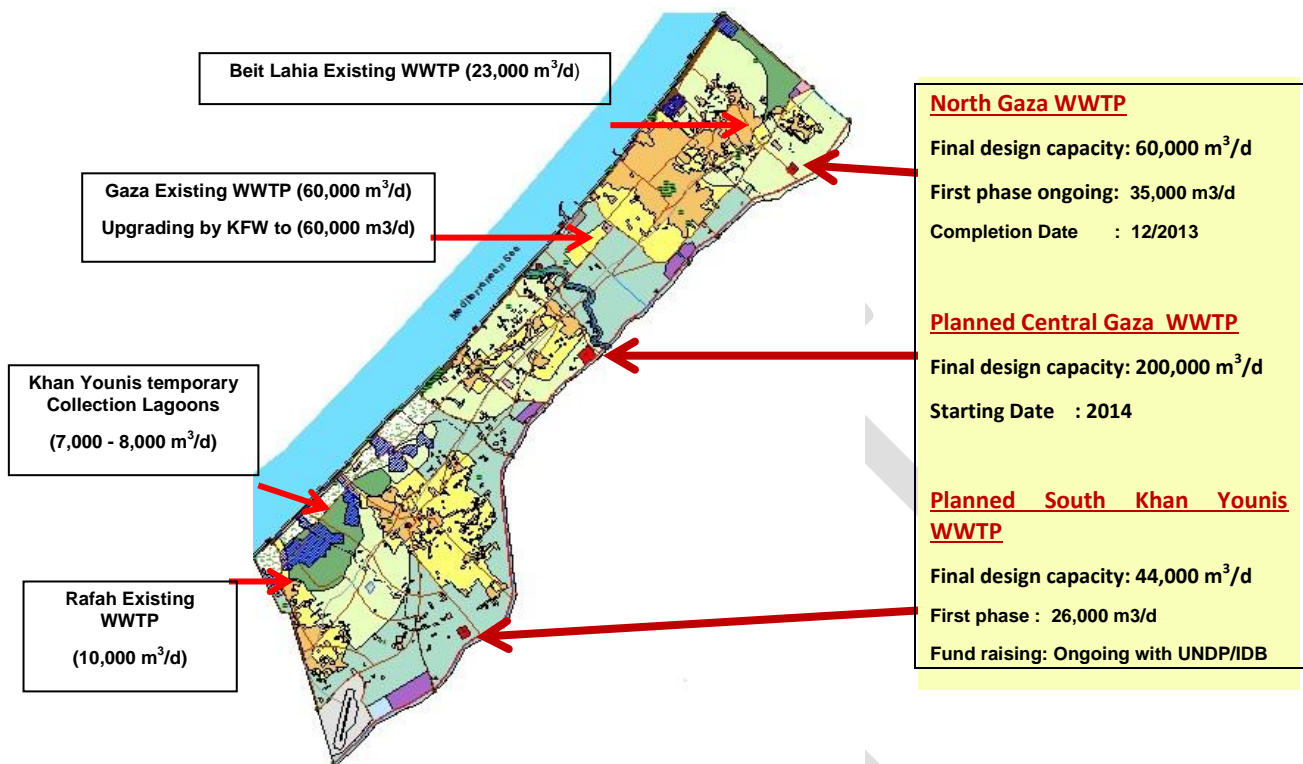 Beit Lahia Existing WWTP (23,000 m³/d)
Gaza Existing WWTP (60,000 m³/d)
Upgrading by KFW to (60,000 m3/d)
Khan Younis temporary
Collection Lagoons
(7,000 - 8,000 m³/d)
Rafah Existing
WWTP
(10,000 m³/d)
Mediterranean Sea
North Gaza WWTP
Final design capacity: 60,000 m³/d
First phase ongoing: 35,000 m3/d
Completion Date : 12/2013
Planned Central Gaza WWTP
Final design capacity: 200,000 m³/d
Starting Date : 2014
Planned South Khan Younis
WWTP
Final design capacity: 44,000 m³/d
First phase : 26,000 m3/d
Fund raising: Ongoing with UNDP/IDB